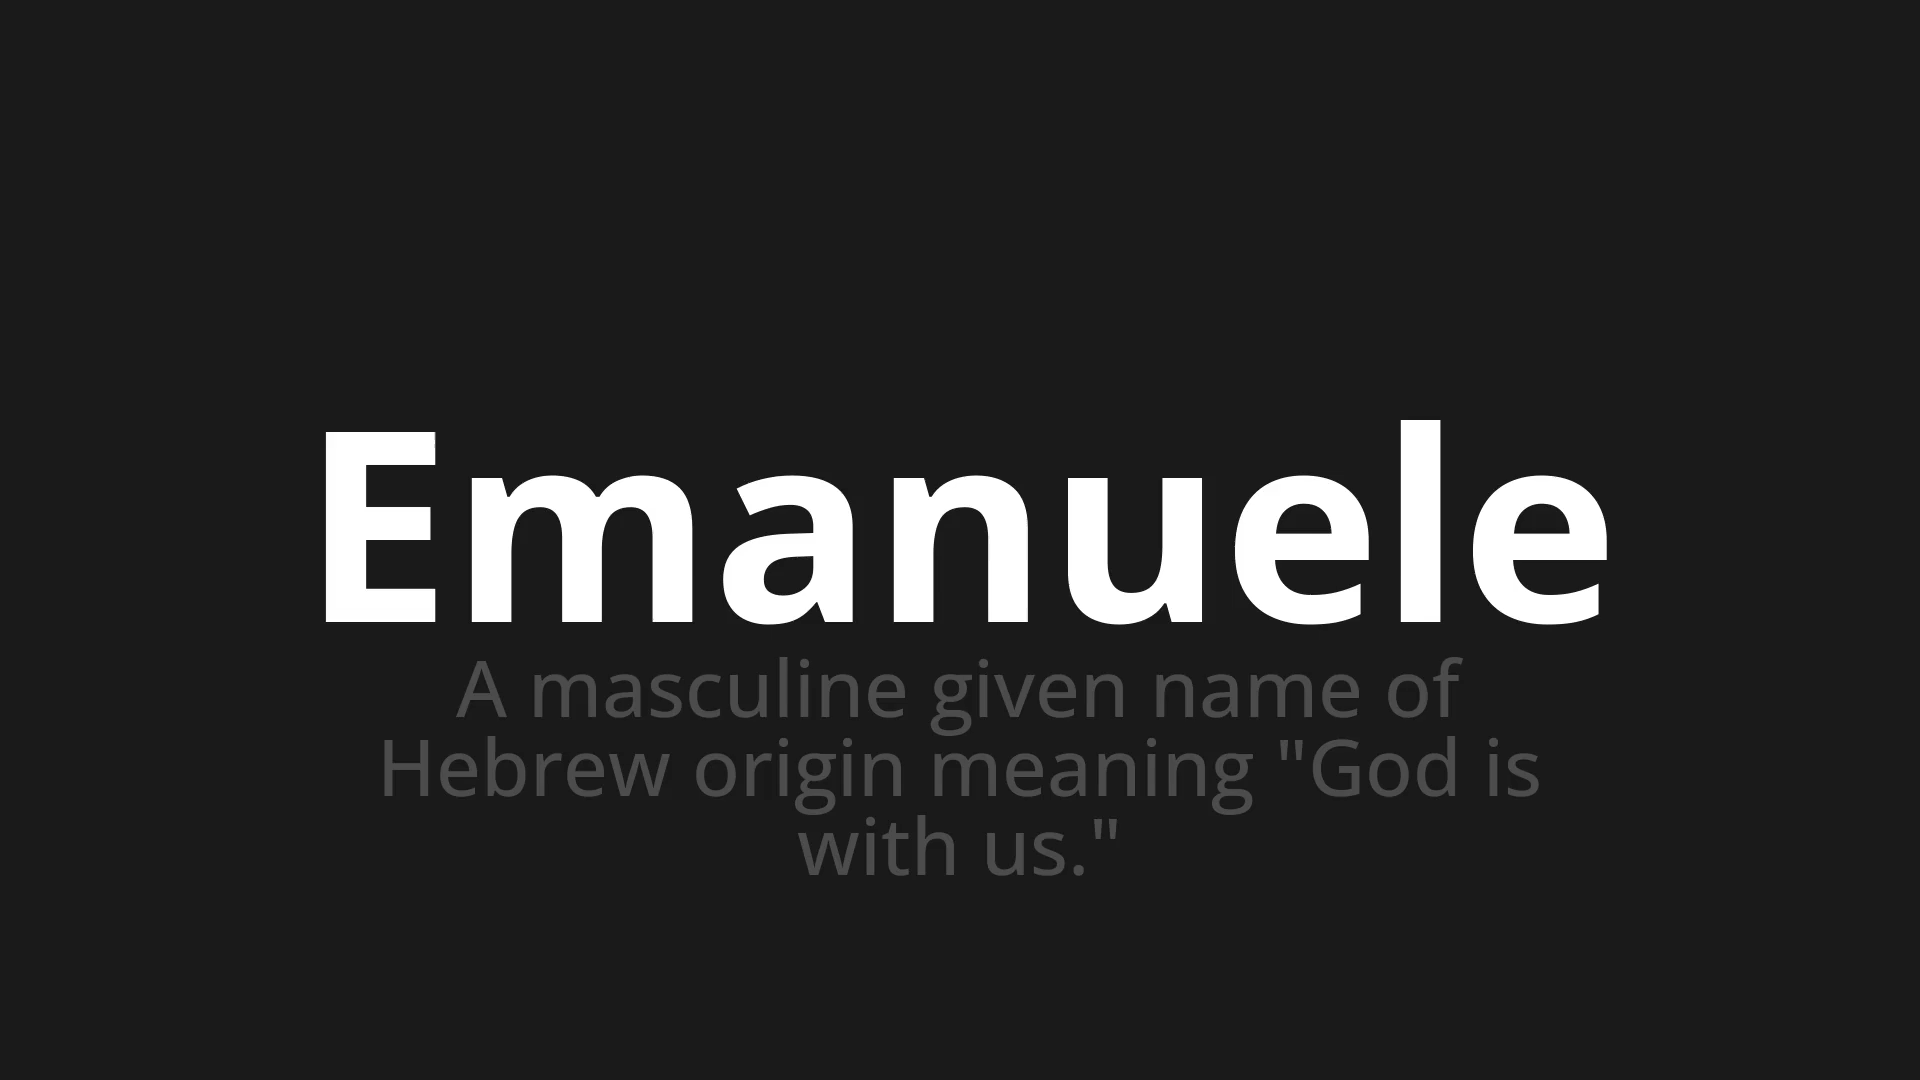 Emanuele
A masculine given name of
Hebrew origin meaning "God is
with us."